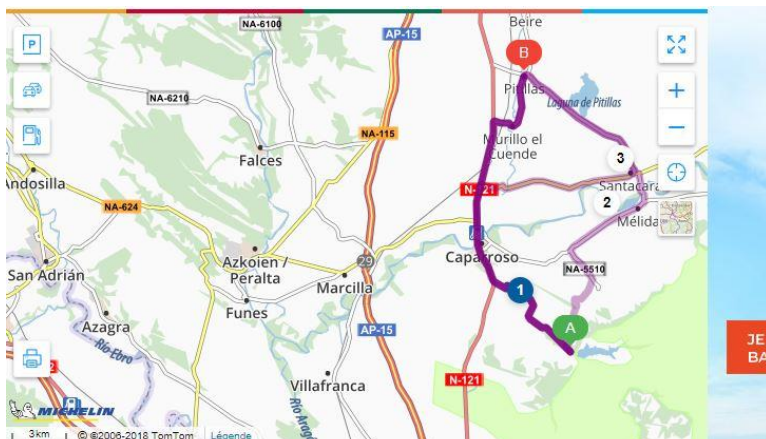 NA-6100
AP-15
Beire
B
P
Pitillas
NA-6210
Laguna de Pitillas
NA-115
Falces
Murillo el
Cuende
3
Andosilla
N-121
Santacara
NA-624
2
Mélida
Azkoien /
Peralta
Caparroso
29
NA-5510
San Adrián
Marcilla
1
Funes
Azagra
A
AP-15
Río Ebro
JE
BA
N-121
Villafranca
MICHELIN
3km
© ©2006-2018 TomTom
Légende